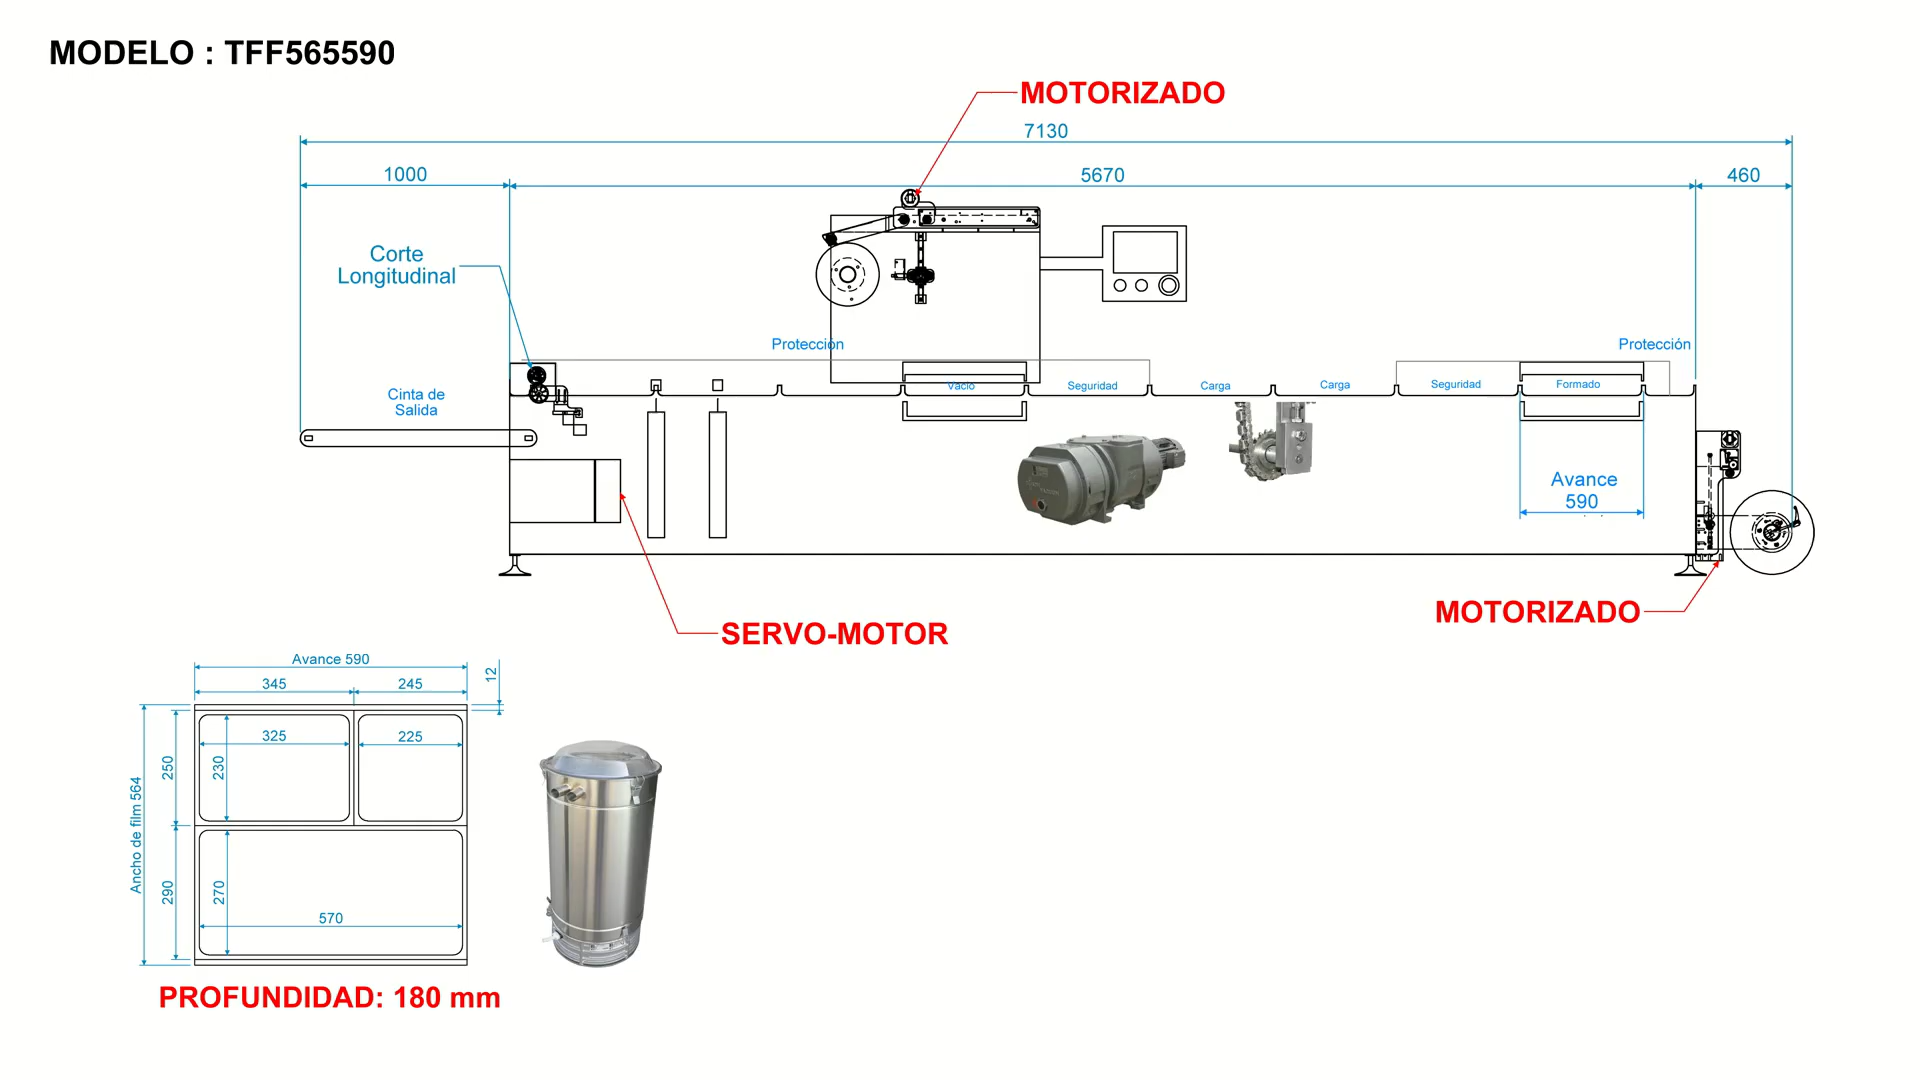 MODELO : TFF565590
MOTORIZADO
7130
1000
5670
460
Corte
Longitudinal
Protección
Protección
Cinta de
Salida
Vacío
Seguridad
Carga
Carga
Seguridad
Formado
Avance
590
SERVO-MOTOR
MOTORIZADO
Avance 590
345
245
12
325
225
250
230
Ancho de film 564
290
270
570
PROFUNDIDAD: 180 mm